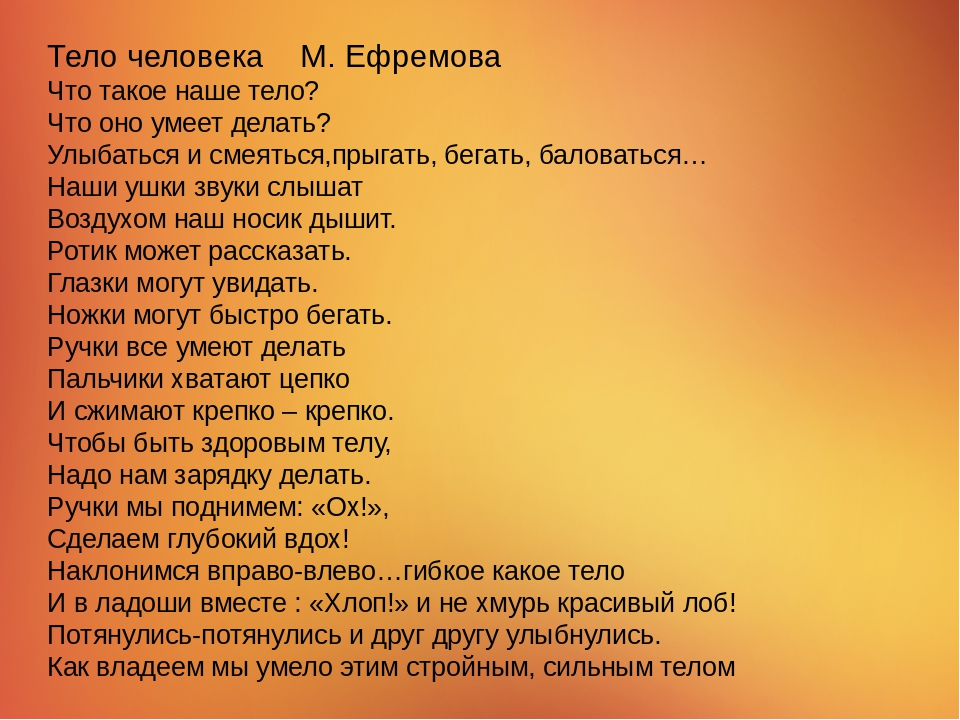 Тело человека    М. Ефремова
Что такое наше тело?
Что оно умеет делать?
Улыбаться и смеяться,прыгать, бегать, баловаться…
Наши ушки звуки слышат
Воздухом наш носик дышит.
Ротик может рассказать.
Глазки могут увидать.
Ножки могут быстро бегать.
Ручки все умеют делать
Пальчики хватают цепко
И сжимают крепко – крепко.
Чтобы быть здоровым телу,
Надо нам зарядку делать.
Ручки мы поднимем: «Ох!»,
Сделаем глубокий вдох!
Наклонимся вправо-влево…гибкое какое тело
И в ладоши вместе : «Хлоп!» и не хмурь красивый лоб!
Потянулись-потянулись и друг другу улыбнулись.
Как владеем мы умело этим стройным, сильным телом